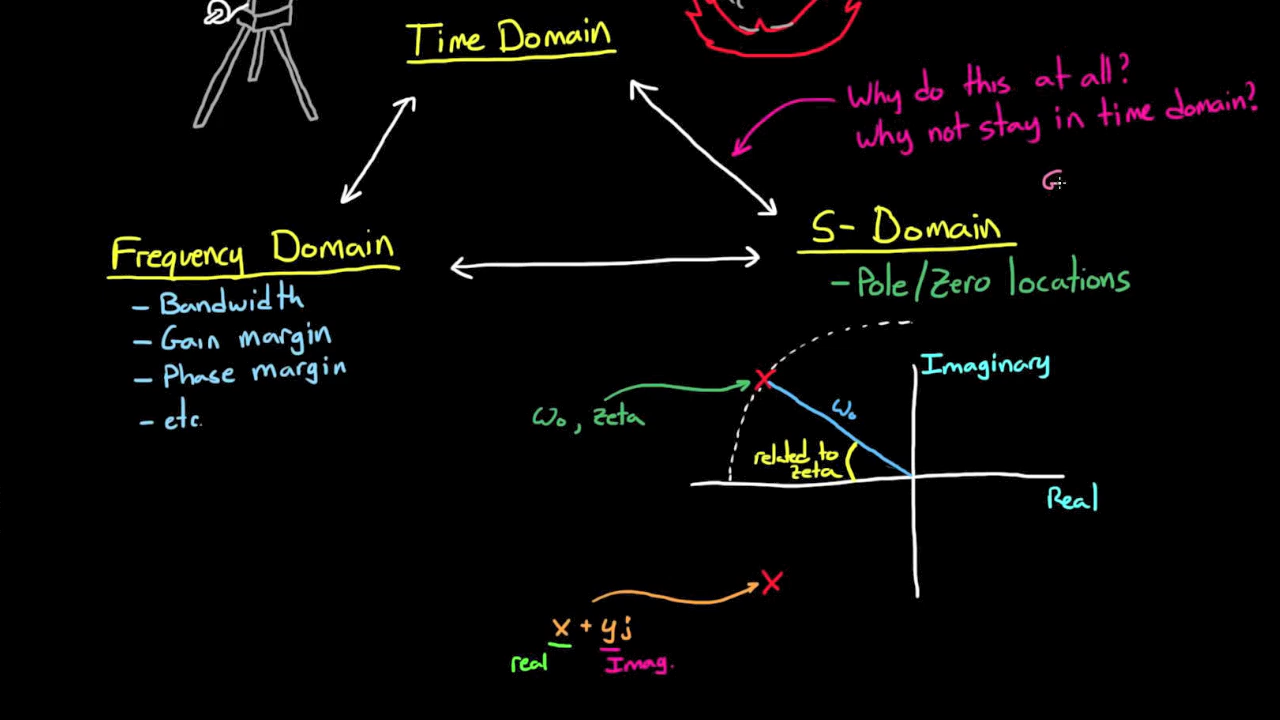 Time Domain
Why do this at all?
Why not stay in time domain?
G
S- Domain
- Pole/Zero locations
Frequency Domain
- Bandwidth
- Gain margin
- Phase margin
- etc.
Imaginary
ω₀
ω₀, zeta
related to
zeta
Real
x + yj
real
Imag.